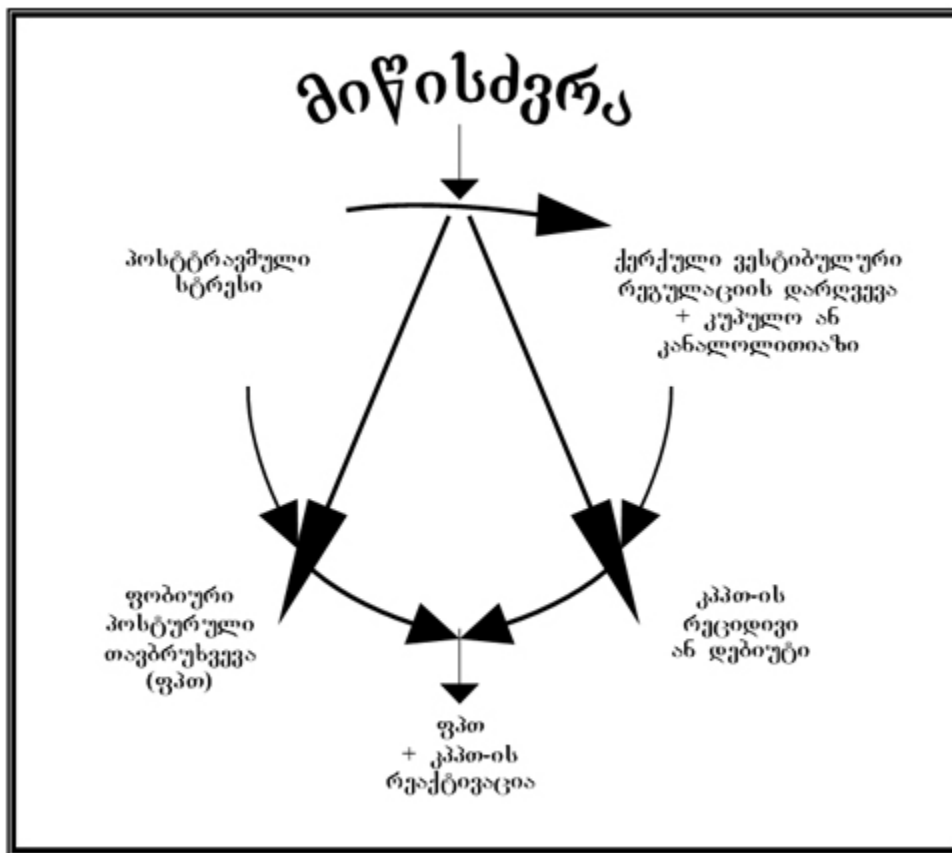 მიწისძვრა
პოსტტრავმული
სტრესი
ქერქული ვესტიბულური
რეგულაციის დარღვევა
+ კუპულო ან
კანალოლითიაზი
ფობიური
პოსტურული
თავბრუხვევა
(ფპთ)
კპპთ-ის
რეციდივი
ან დებიუტი
ფპთ
+ კპპთ-ის
რეაქტივაცია